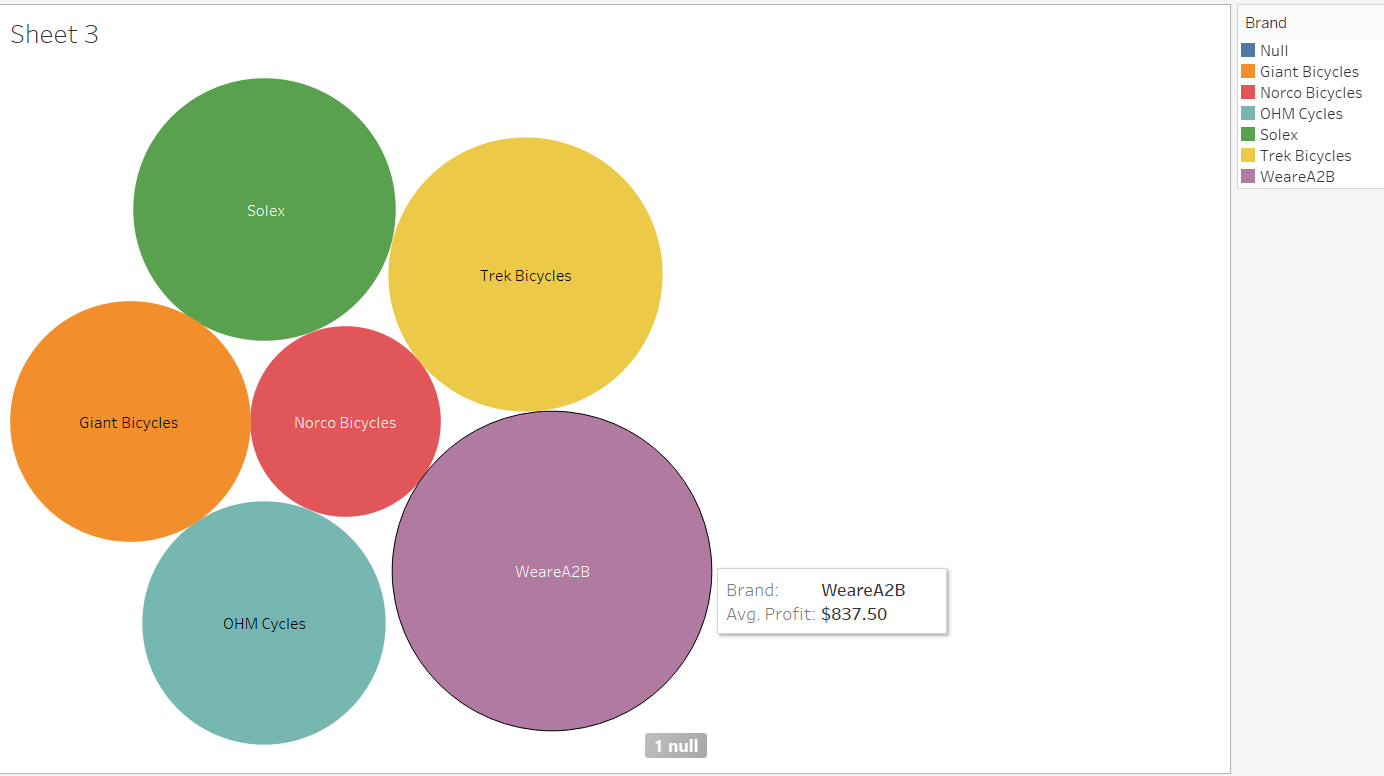 Sheet 3
Solex
Trek Bicycles
Giant Bicycles
Norco Bicycles
WeareA2B
OHM Cycles
Brand: WeareA2B
Avg. Profit: $837.50
1 null
Brand
Null
Giant Bicycles
Norco Bicycles
OHM Cycles
Solex
Trek Bicycles
WeareA2B